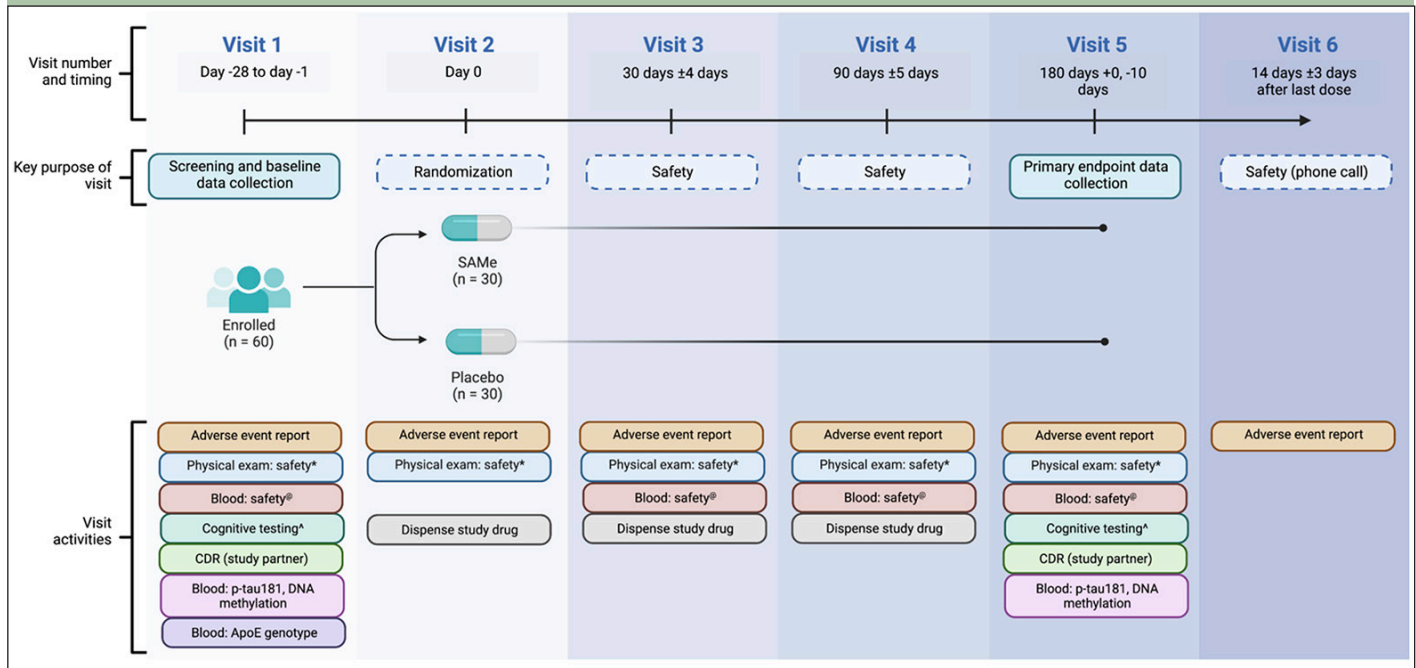 Visit number
and timing
Visit 1
Day -28 to day -1
Visit 2
Day 0
Visit 3
30 days ±4 days
Visit 4
90 days ±5 days
Visit 5
180 days +0, -10
days
Visit 6
14 days ±3 days
after last dose
Key purpose of
visit
Screening and baseline
data collection
Randomization
Safety
Safety
Primary endpoint data
collection
Safety (phone call)
Enrolled
(n = 60)
SAMe
(n = 30)
Placebo
(n = 30)
Visit
activities
Adverse event report
Physical exam: safety*
Blood: safety@
Cognitive testing^
CDR (study partner)
Blood: p-tau181, DNA
methylation
Blood: ApoE genotype
Adverse event report
Physical exam: safety*
Dispense study drug
Adverse event report
Physical exam: safety*
Blood: safety@
Dispense study drug
Adverse event report
Physical exam: safety*
Blood: safety@
Dispense study drug
Adverse event report
Physical exam: safety*
Blood: safety@
Cognitive testing^
CDR (study partner)
Blood: p-tau181, DNA
methylation
Adverse event report